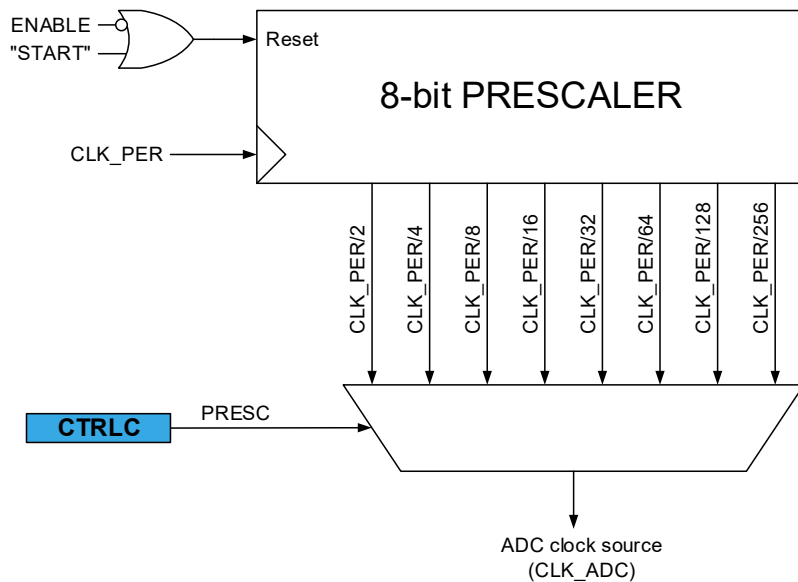 ENABLE
"START"
Reset
8-bit PRESCALER
CLK_PER
CLK_PER/2
CLK_PER/4
CLK_PER/8
CLK_PER/16
CLK_PER/32
CLK_PER/64
CLK_PER/128
CLK_PER/256
CTRLC
PRESC
ADC clock source
(CLK_ADC)